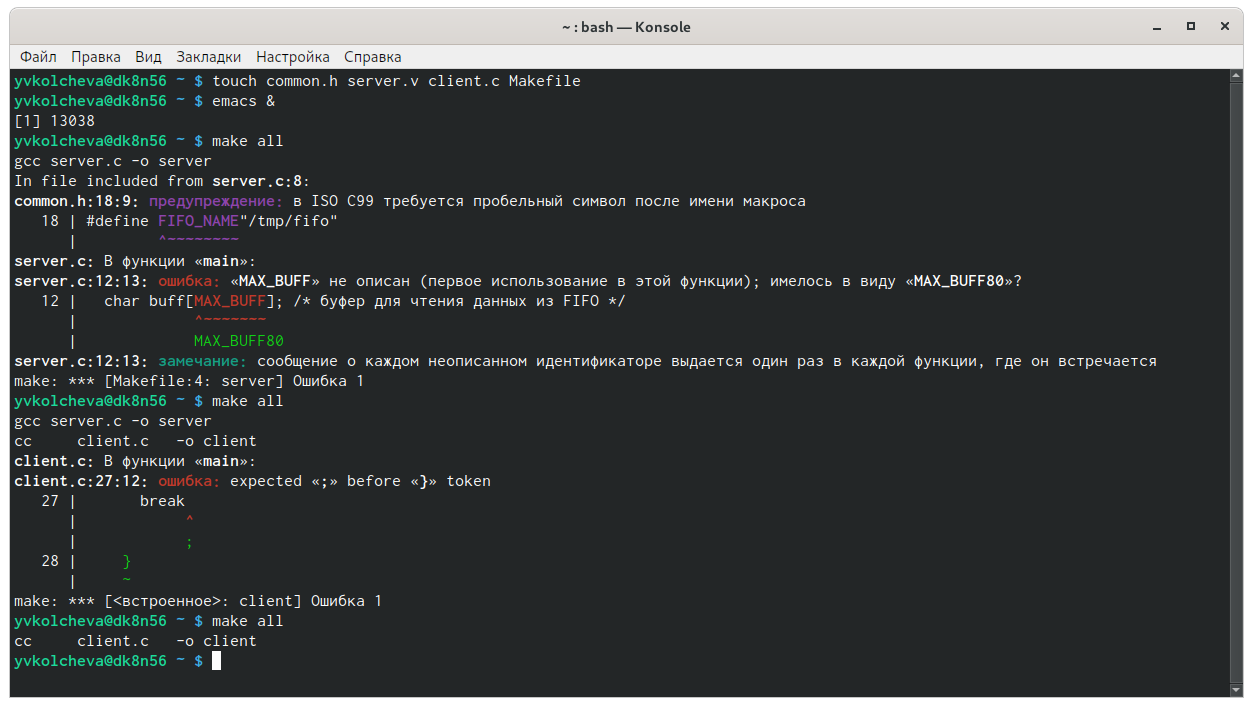 ~ : bash — Konsole
Файл Правка Вид Закладки Настройка Справка
yvkolcheva@dk8n56 ~ $ touch common.h server.v client.c Makefile
yvkolcheva@dk8n56 ~ $ emacs &
[1] 13038
yvkolcheva@dk8n56 ~ $ make all
gcc server.c -o server
In file included from server.c:8:
common.h:18:9: предупреждение: в ISO C99 требуется пробельный символ после имени макроса
   18 | #define FIFO_NAME"/tmp/fifo"
      |         ^~~~~~~~~
server.c: В функции «main»:
server.c:12:13: ошибка: «MAX_BUFF» не описан (первое использование в этой функции); имелось в виду «MAX_BUFF80»?
   12 |   char buff[MAX_BUFF]; /* буфер для чтения данных из FIFO */
      |             ^~~~~~~~
      |             MAX_BUFF80
server.c:12:13: замечание: сообщение о каждом неописанном идентификаторе выдается один раз в каждой функции, где он встречается
make: *** [Makefile:4: server] Ошибка 1
yvkolcheva@dk8n56 ~ $ make all
gcc server.c -o server
cc     client.c   -o client
client.c: В функции «main»:
client.c:27:12: ошибка: expected «;» before «}» token
   27 |       break
      |            ^
      |            ;
   28 |     }
      |     ~
make: *** [<встроенное>: client] Ошибка 1
yvkolcheva@dk8n56 ~ $ make all
cc     client.c   -o client
yvkolcheva@dk8n56 ~ $